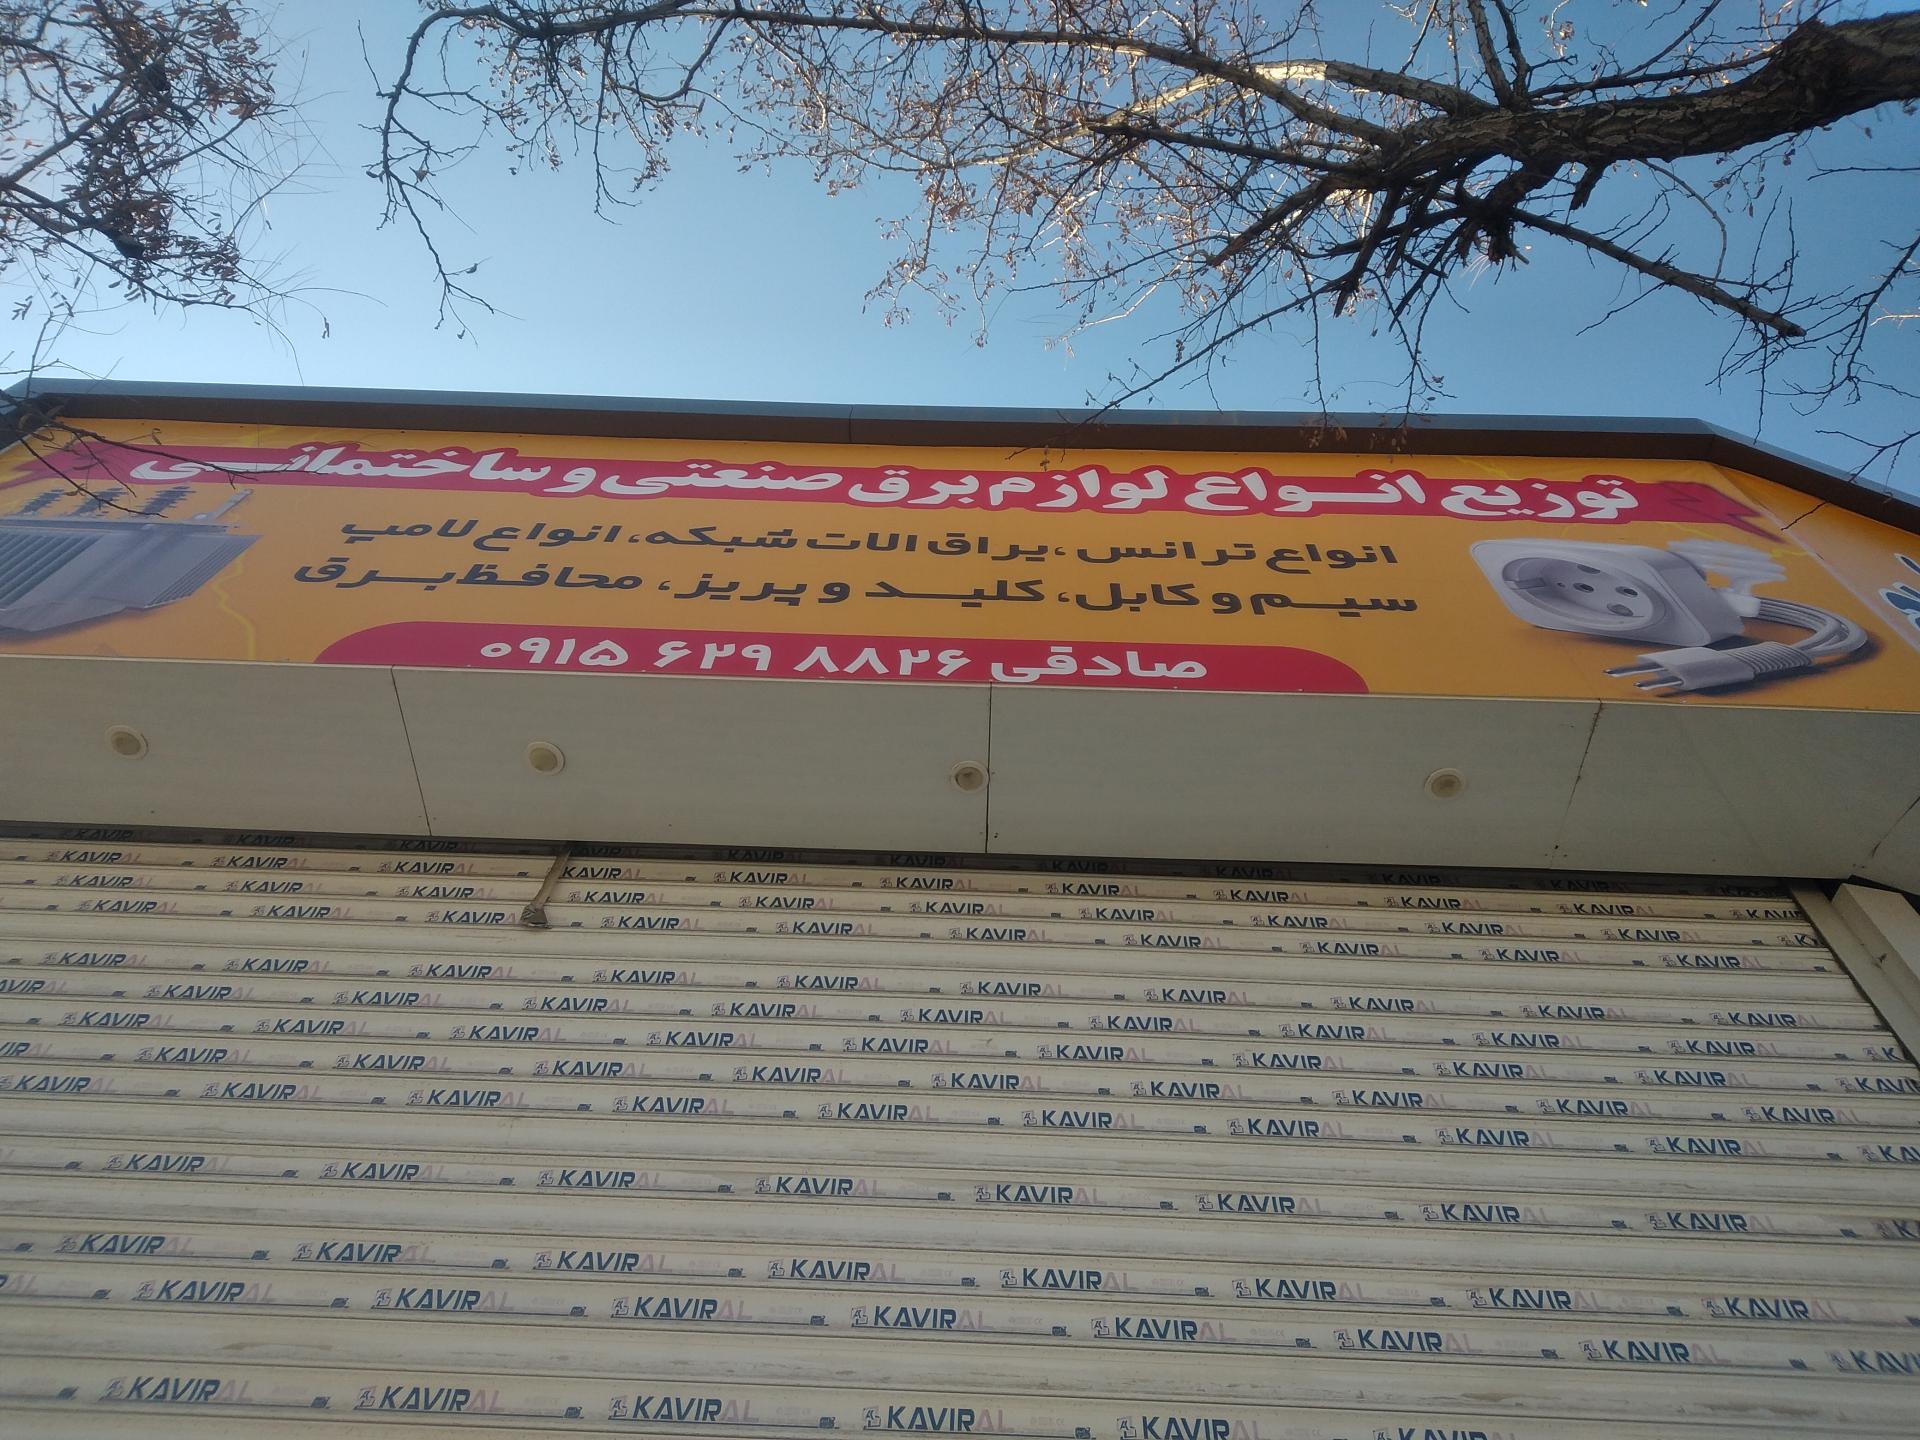 توزیع انواع لوازم برق صنعتی و ساختمانی
انواع ترانس ،یراق الات شبکه، انواع لامپ
سیم و کابل، کلید و پریز، محافظ برق
صادقی ۰۹۱۵ ۶۲۹ ۸۸۲۶
KAVIRAL